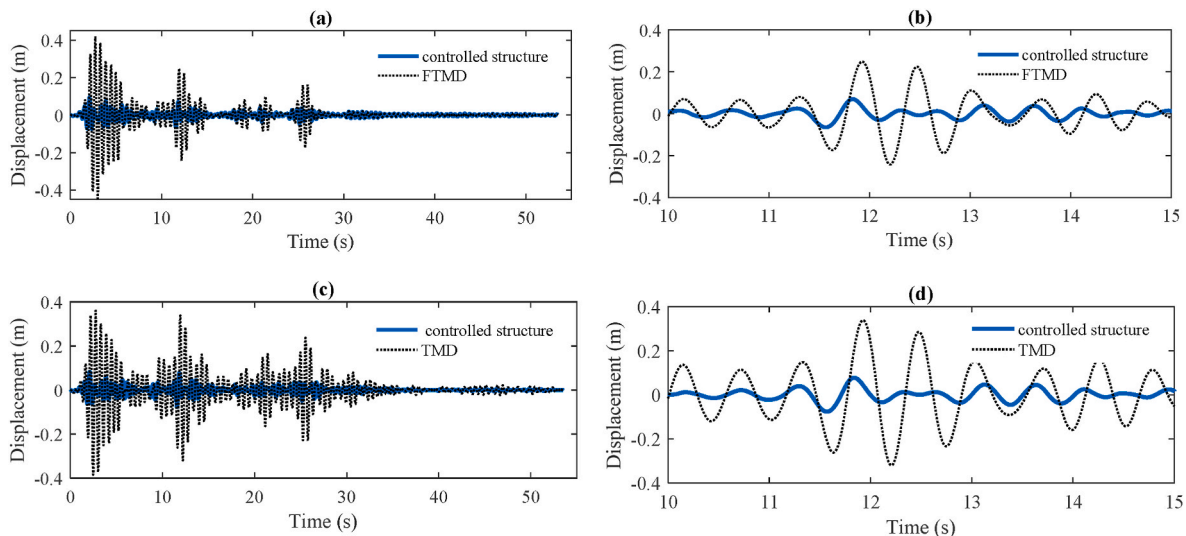 (a)
0.4
0.2
0
-0.2
-0.4
Displacement (m)
controlled structure
FTMD
0 10 20 30 40 50
Time (s)
(b)
0.4
0.2
0
-0.2
-0.4
Displacement (m)
controlled structure
FTMD
10 11 12 13 14 15
Time (s)
(c)
0.4
0.2
0
-0.2
-0.4
Displacement (m)
controlled structure
TMD
0 10 20 30 40 50
Time (s)
(d)
0.4
0.2
0
-0.2
-0.4
Displacement (m)
controlled structure
TMD
10 11 12 13 14 15
Time (s)